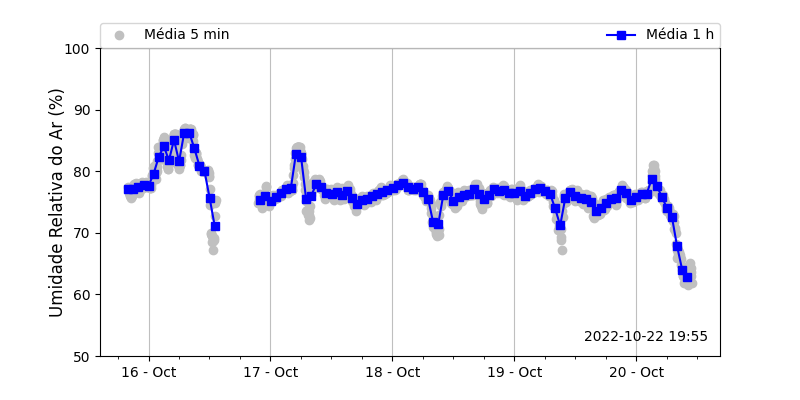 Média 5 min
Média 1 h
Umidade Relativa do Ar (%)
100
90
80
70
60
50
2022-10-22 19:55
16 - Oct
17 - Oct
18 - Oct
19 - Oct
20 - Oct